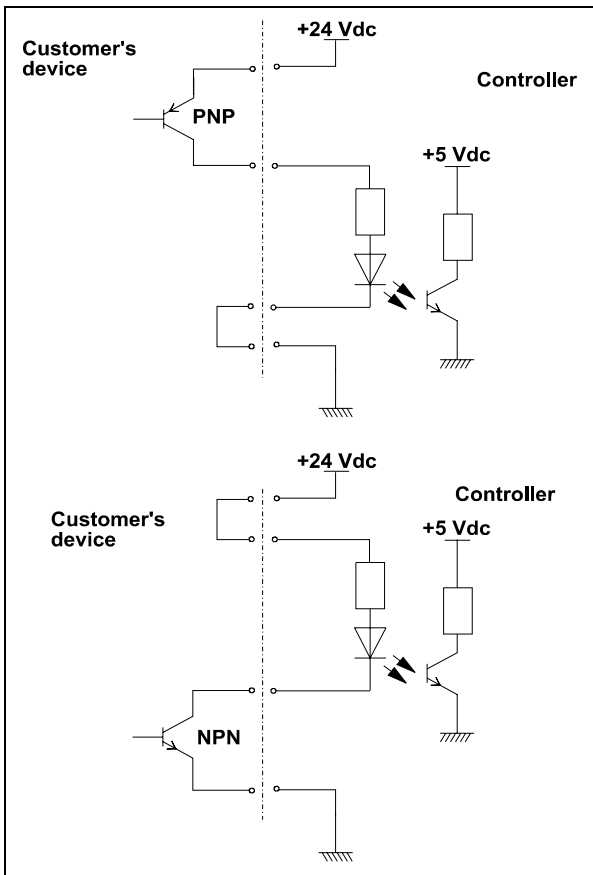 +24 Vdc
Customer's
device
Controller
PNP
+5 Vdc
+24 Vdc
Controller
Customer's
device
+5 Vdc
NPN